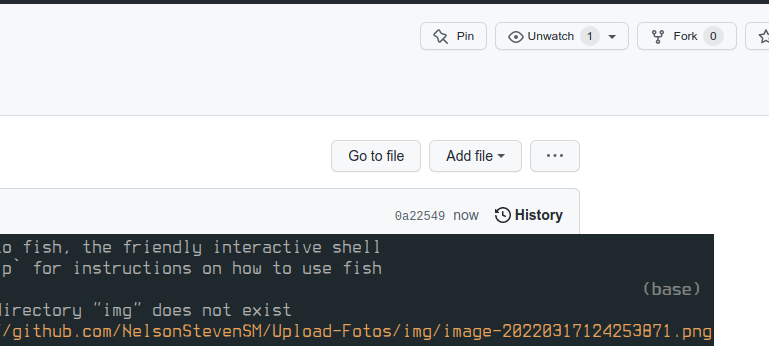 Pin
Unwatch 1
Fork 0
Go to file
Add file
0a22549 now History
o fish, the friendly interactive shell
p` for instructions on how to use fish
(base)
directory "img" does not exist
/github.com/NelsonStevenSM/Upload-Fotos/img/image-20220317124253871.png